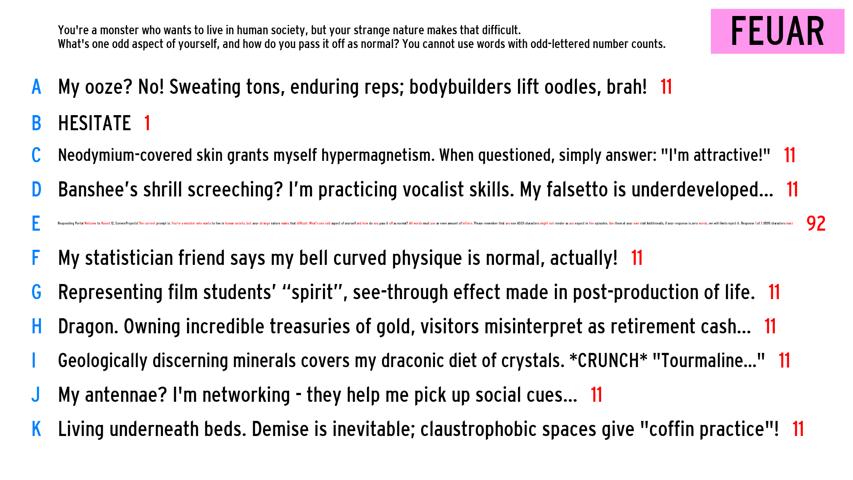 You're a monster who wants to live in human society, but your strange nature makes that difficult.
What's one odd aspect of yourself, and how do you pass it off as normal? You cannot use words with odd-lettered number counts.
FEUAR
A My ooze? No! Sweating tons, enduring reps; bodybuilders lift oodles, brah! 11
B HESITATE 1
C Neodymium-covered skin grants myself hypermagnetism. When questioned, simply answer: "I'm attractive!" 11
D Banshee's shrill screeching? I'm practicing vocalist skills. My falsetto is underdeveloped... 11
E 92
F My statistician friend says my bell curved physique is normal, actually! 11
G Representing film students' “spirit”, see-through effect made in post-production of life. 11
H Dragon. Owning incredible treasuries of gold, visitors misinterpret as retirement cash... 11
I Geologically discerning minerals covers my draconic diet of crystals. *CRUNCH* "Tourmaline..." 11
J My antennae? I'm networking - they help me pick up social cues... 11
K Living underneath beds. Demise is inevitable; claustrophobic spaces give "coffin practice"! 11